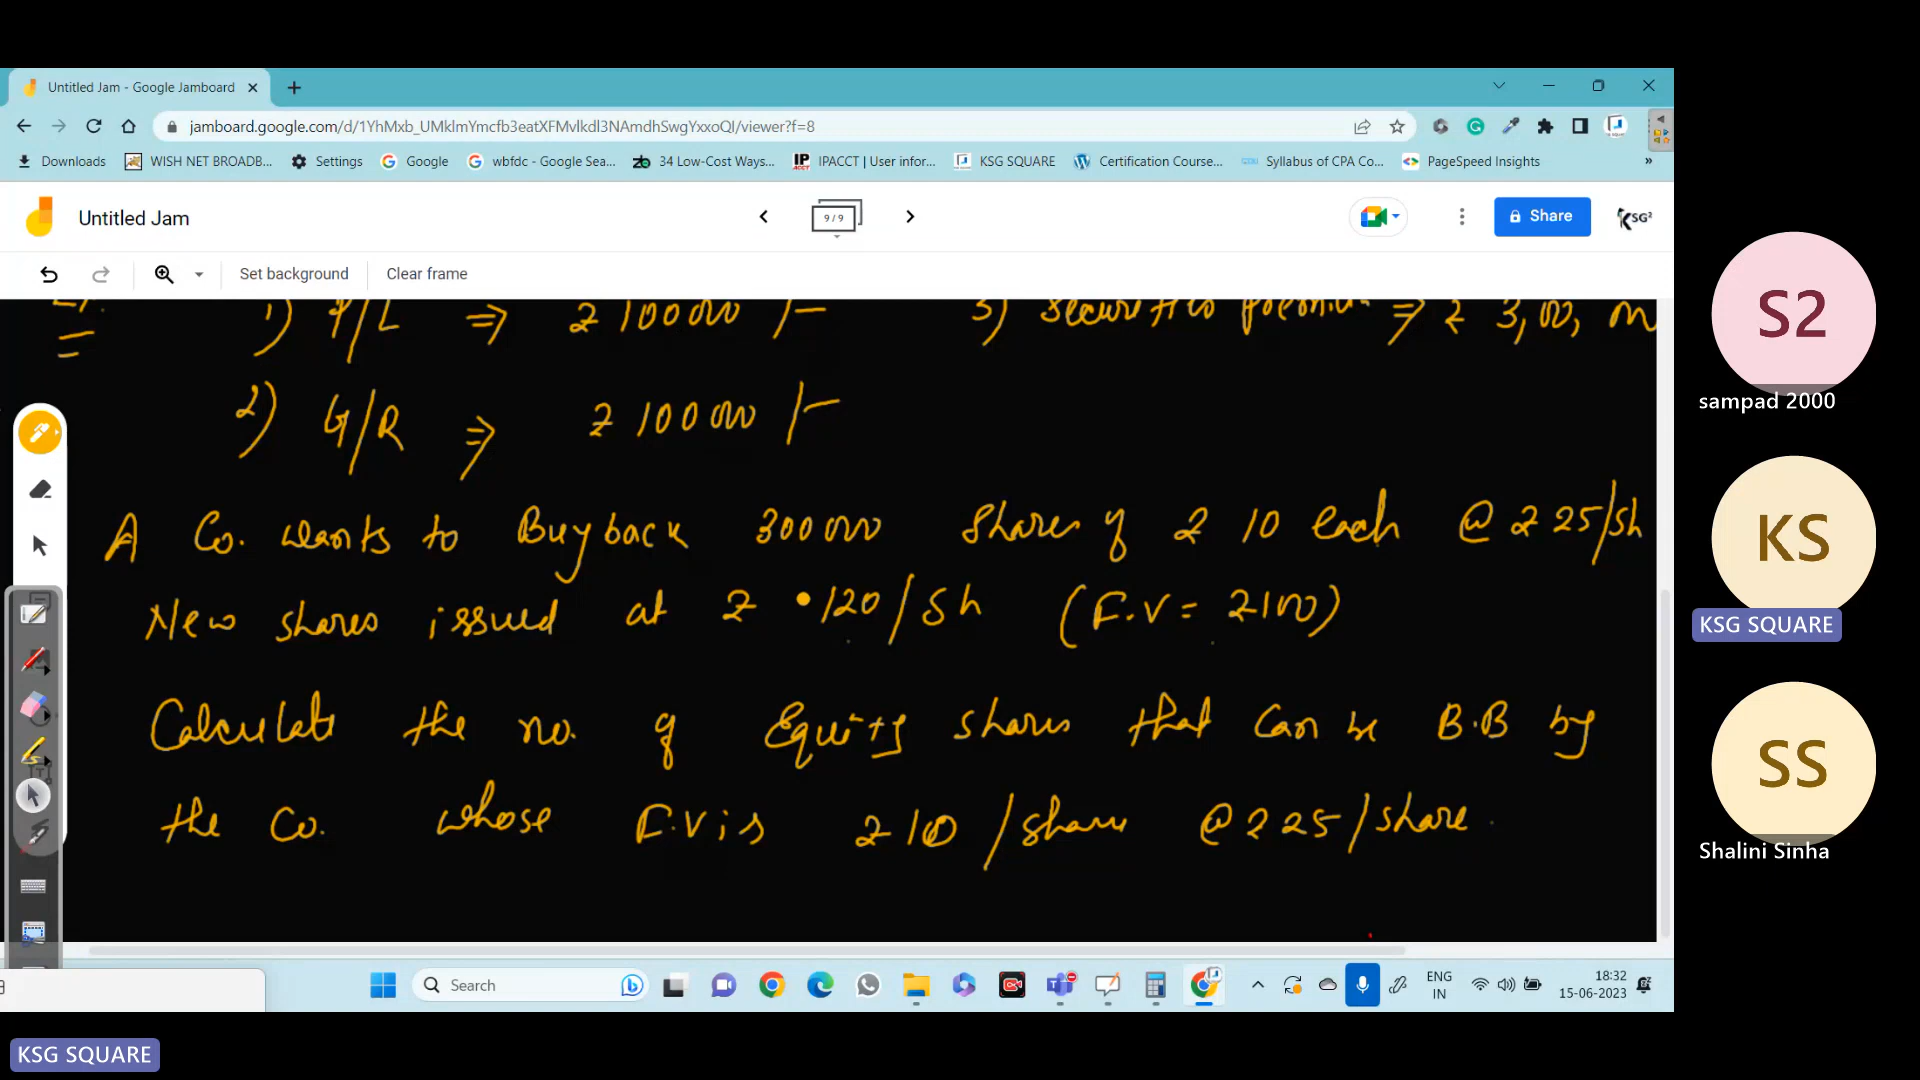 Untitled Jam - Google Jamboard
jamboard.google.com/d/1YhMxb_UMklmYmcfb3eatXFMvlkdl3NAmdhSwgYxxoQI/viewer?f=8
Downloads WISH NET BROADB... Settings Google wbfdc - Google Sea... 34 Low-Cost Ways... IPACCT | User infor... KSG SQUARE Certification Course... Syllabus of CPA Co... PageSpeed Insights »
Untitled Jam 9 / 9 Share KSG²
Set background Clear frame
1) P/L ⇒ ₹ 100000 /- 3) Securities premium ⇒ ₹ 3,00,
2) G/R ⇒ ₹ 100000 /-
A Co. wants to Buy back 300000 Shares of ₹ 10 each @ ₹ 25/sh
New shares issued at ₹ 120/sh (F.V = ₹100)
Calculate the no. of Equity shares that can be B.B by
the Co. whose F.V is ₹ 10 /share @ ₹ 25/share.
S2
sampad 2000
KS
KSG SQUARE
SS
Shalini Sinha
Search
ENG
IN
18:32
15-06-2023
KSG SQUARE